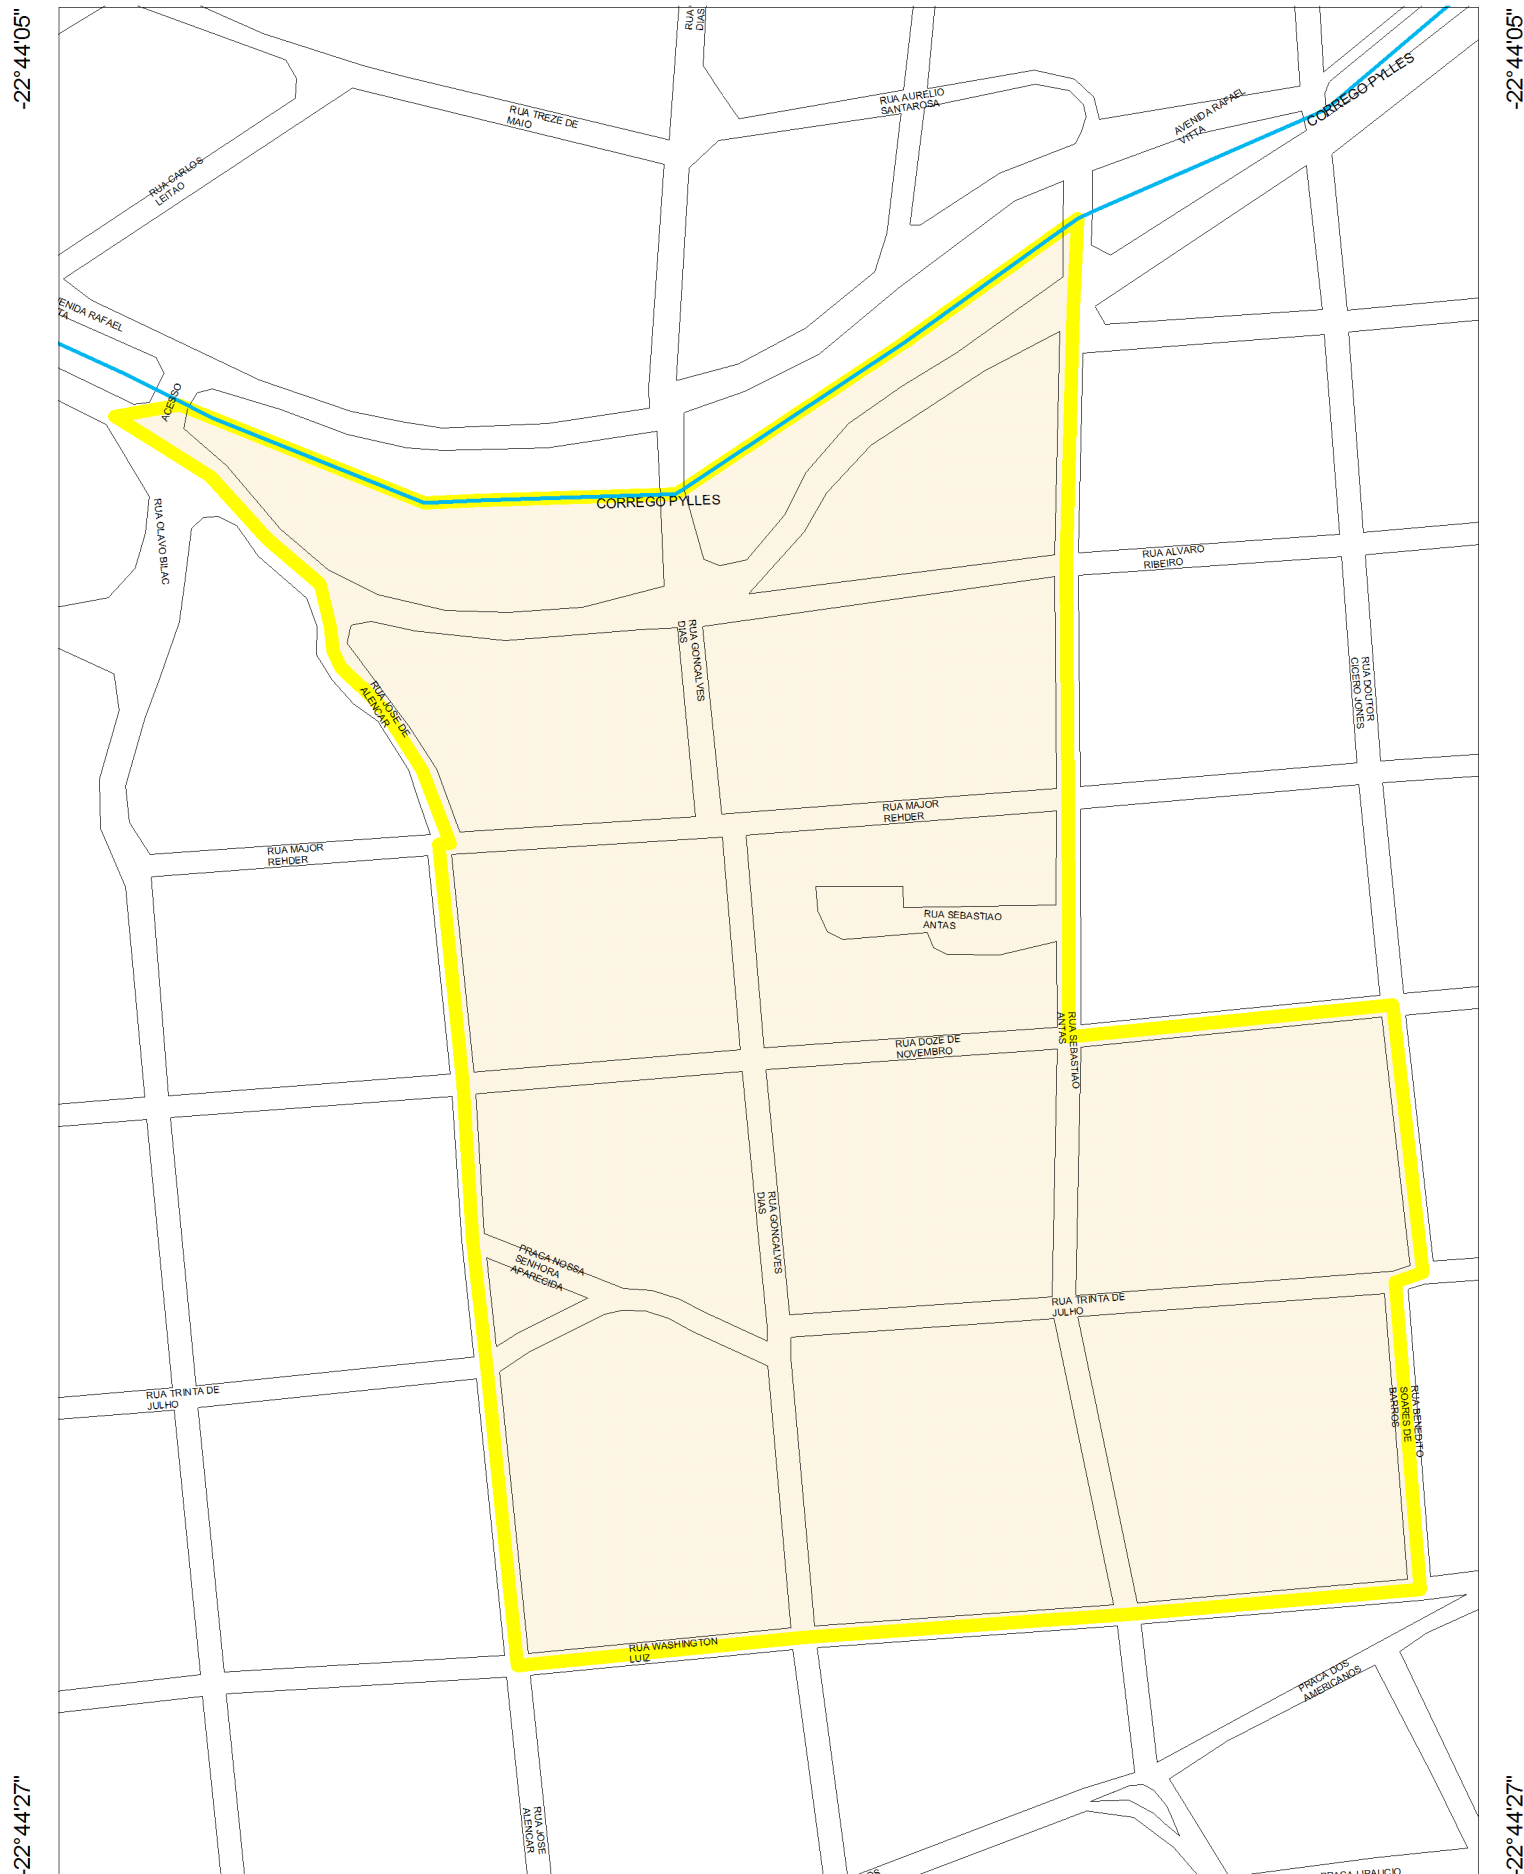 -22°44'05"
-22°44'05"
RUA
DIAS
RUA TREZE DE
MAIO
RUA AURELIO
SANTAROSA
AVENIDA RAFAEL
VITTA
CORREGO PYLLES
RUA CARLOS
LEITAO
ENIDA RAFAEL
TA
ACESSO
RUA OLAVO BILAC
CORREGO PYLLES
RUA ALVARO
RIBEIRO
RUA GONCALVES
DIAS
RUA DOUTOR
CICERO JONES
RUA JOSE DE
ALENCAR
RUA MAJOR
REHDER
RUA MAJOR
REHDER
RUA SEBASTIAO
ANTAS
RUA SEBASTIAO
ANTAS
RUA DOZE DE
NOVEMBRO
RUA GONCALVES
DIAS
PRACA NOSSA
SENHORA
APARECIDA
RUA TRINTA DE
JULHO
RUA TRINTA DE
JULHO
RUA BENEDITO
SOARES DE
BARROS
RUA WASHINGTON
LUIZ
PRACA DOS
AMERICANOS
RUA JOSE
ALENCAR
-22°44'27"
-22°44'27"
OS